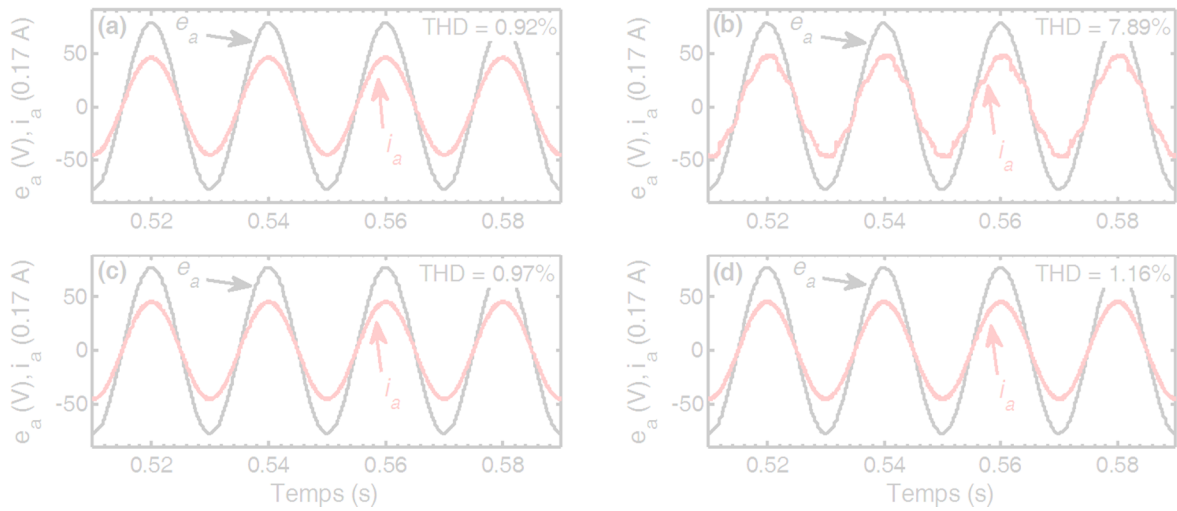 (a) THD = 0.92%
e_a
50
0
-50
i_a
e_a (V), i_a (0.17 A)
0.52 0.54 0.56 0.58
(b) THD = 7.89%
e_a
50
0
-50
i_a
e_a (V), i_a (0.17 A)
0.52 0.54 0.56 0.58
(c) THD = 0.97%
e_a
50
0
-50
i_a
e_a (V), i_a (0.17 A)
0.52 0.54 0.56 0.58
Temps (s)
(d) THD = 1.16%
e_a
50
0
-50
i_a
e_a (V), i_a (0.17 A)
0.52 0.54 0.56 0.58
Temps (s)